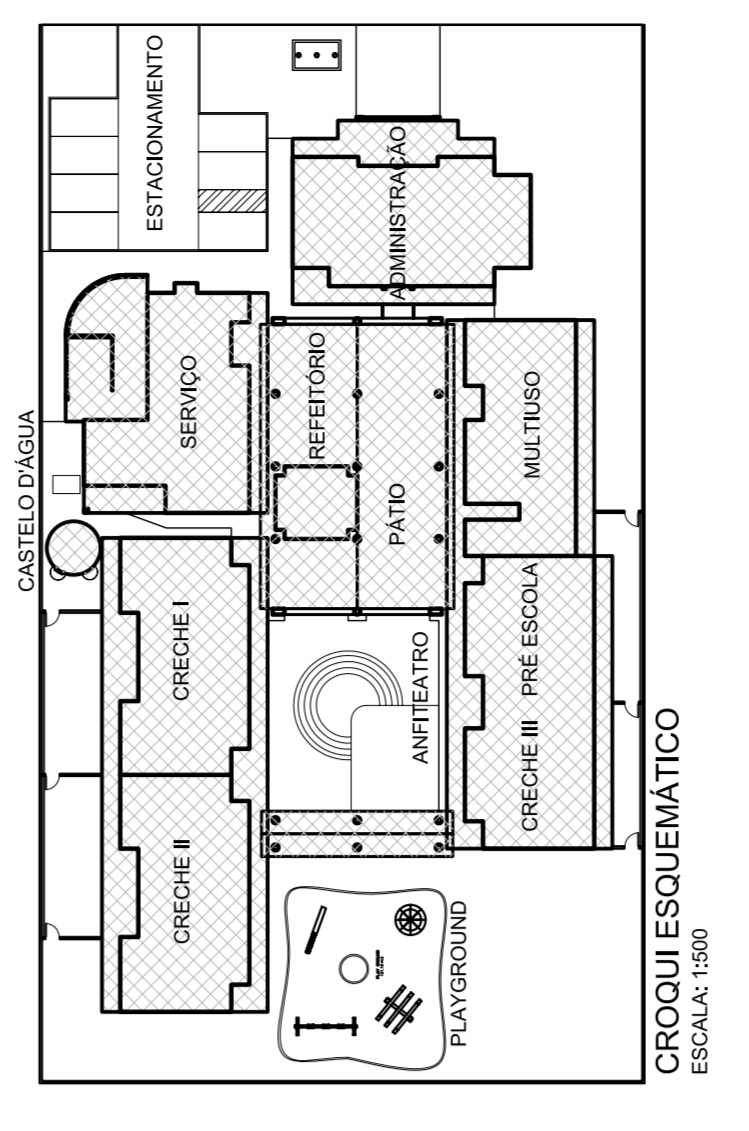 ESTACIONAMENTO
ADMINISTRAÇÃO
CASTELO D'ÁGUA
SERVIÇO
REFEITÓRIO
PÁTIO
MULTIUSO
CRECHE I
CRECHE II
ANFITEATRO
PRÉ ESCOLA
CRECHE III
PLAYGROUND
CROQUI ESQUEMÁTICO
ESCALA: 1:500